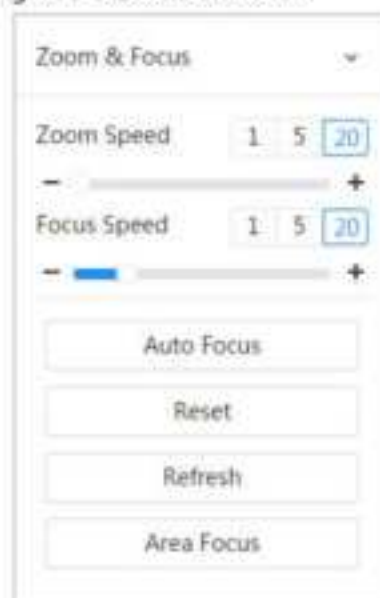 Zoom & Focus
Zoom Speed 1 5 20
- +
Focus Speed 1 5 20
- +
Auto Focus
Reset
Refresh
Area Focus